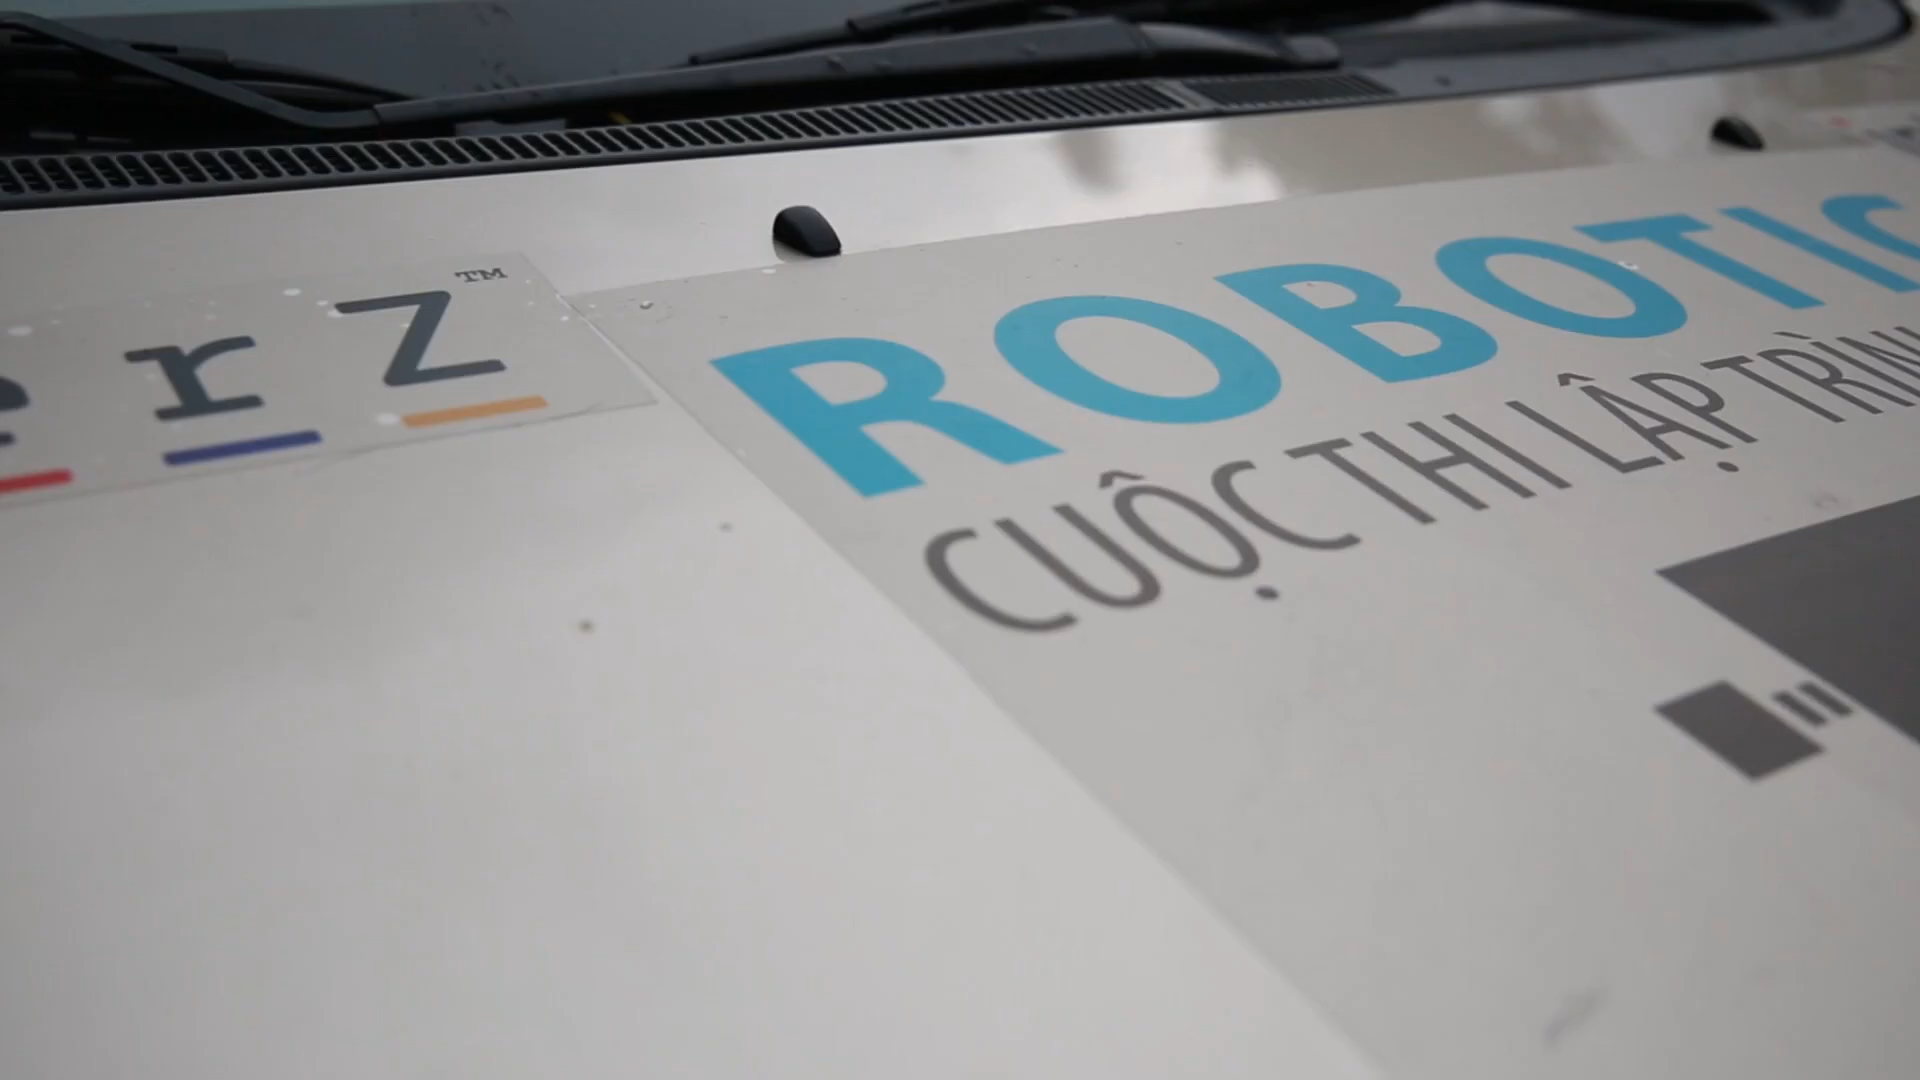 rz™
ROBOTIC
CUỘC THI LẬP TRÌN